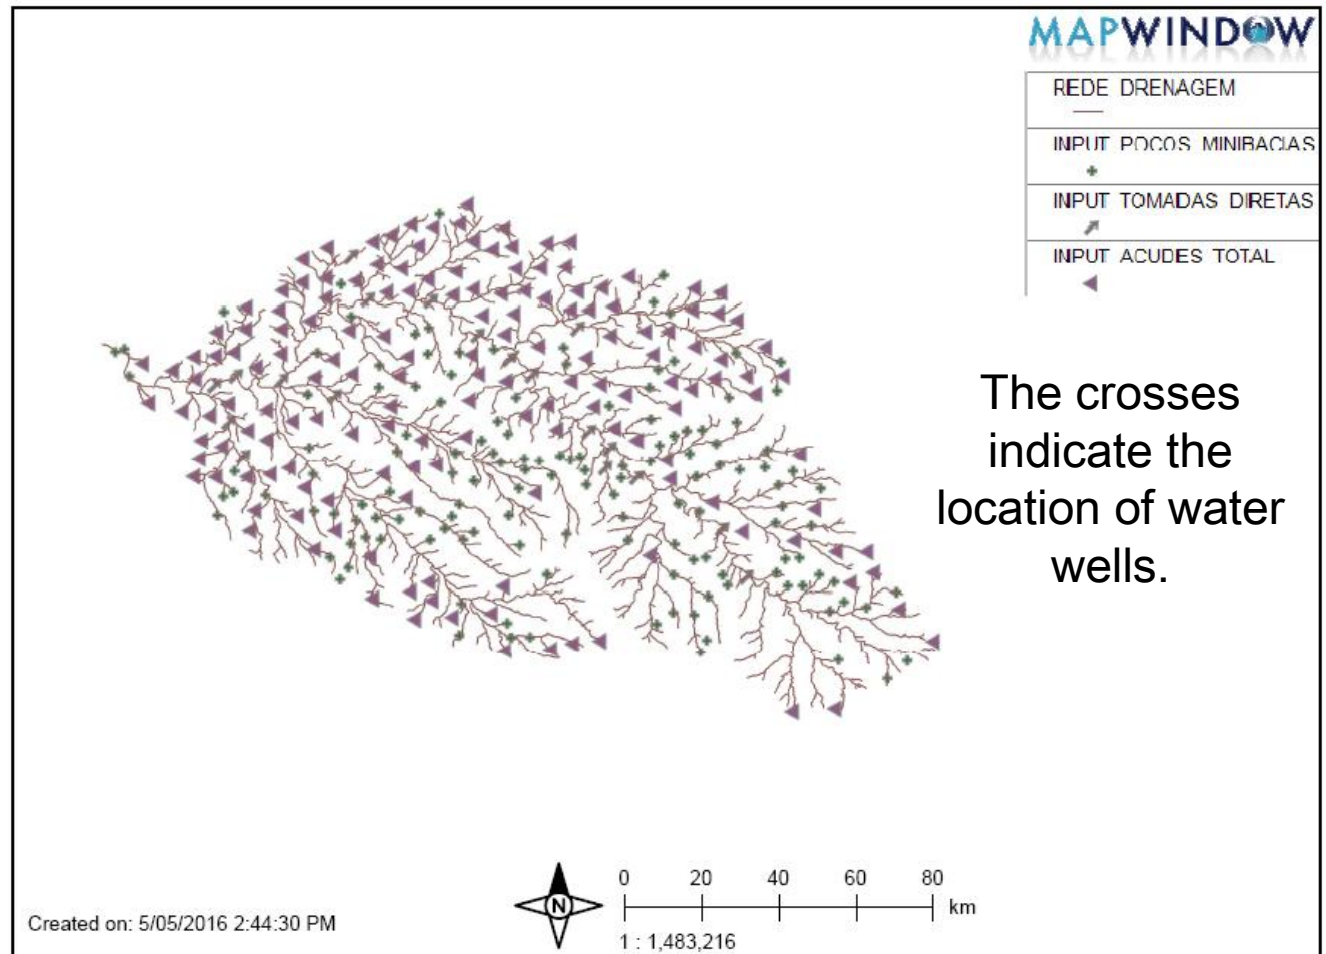 MAPWINDOW
REDE DRENAGEM
INPUT POCOS MINIBACIAS
INPUT TOMADAS DIRETAS
INPUT ACUDES TOTAL
The crosses
indicate the
location of water
wells.
N
0 20 40 60 80
km
1 : 1,483,216
Created on: 5/05/2016 2:44:30 PM